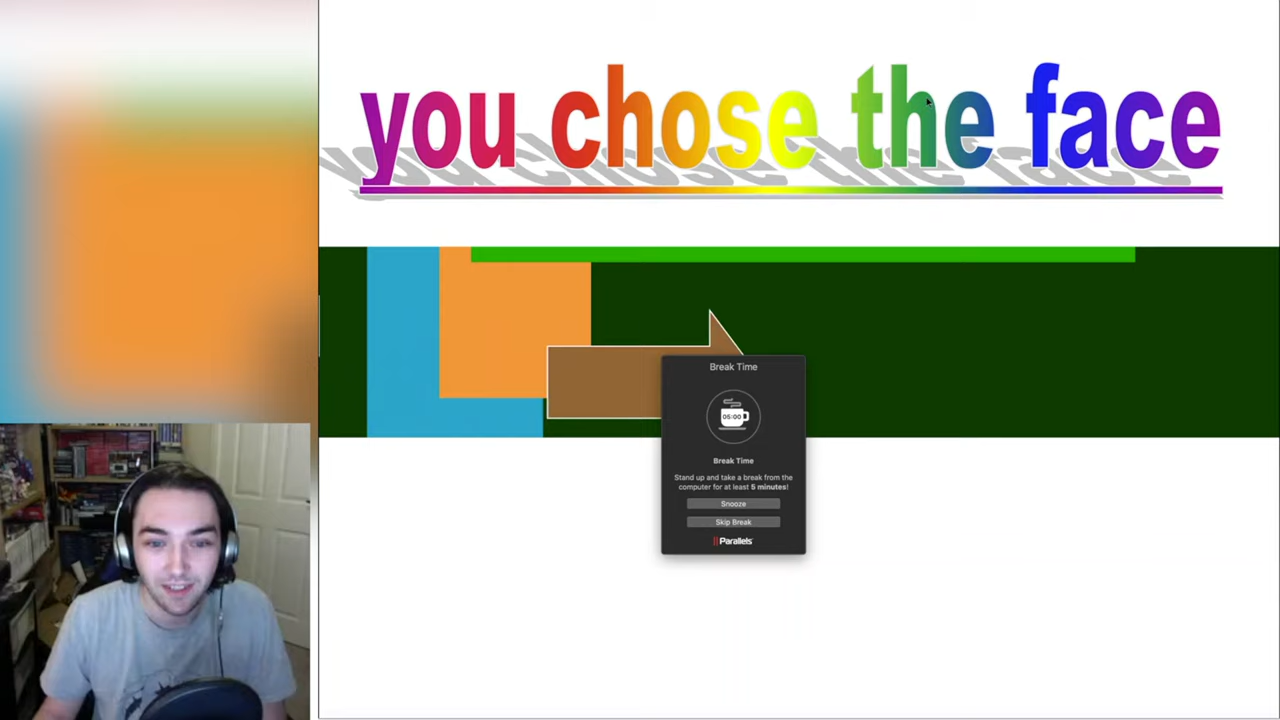 you chose the face
Break Time
05:00
Break Time
Stand up and take a break from the
computer for at least 5 minutes!
Snooze
Skip Break
Parallels